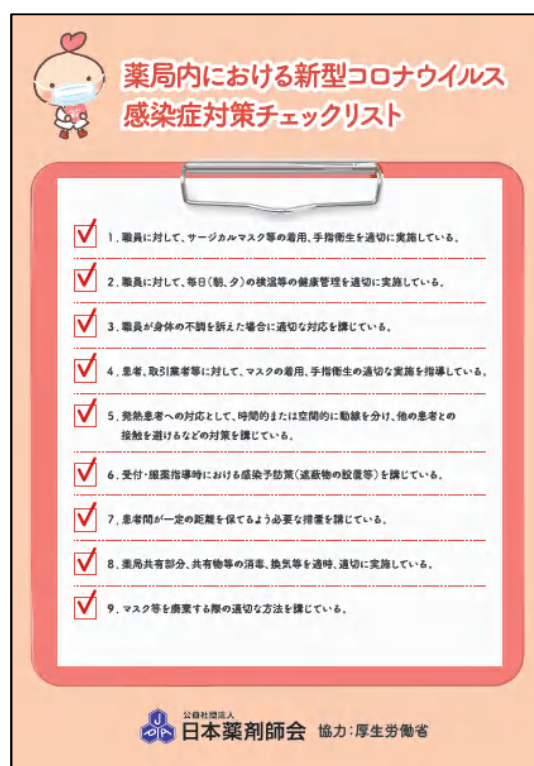 薬局内における新型コロナウイルス
感染症対策チェックリスト
1. 職員に対して、サージカルマスク等の着用、手指衛生を適切に実施している。
2. 職員に対して、毎日(朝、夕)の検温等の健康管理を適切に実施している。
3. 職員が身体の不調を訴えた場合に適切な対応を講じている。
4. 患者、取引業者等に対して、マスクの着用、手指衛生の適切な実施を指導している。
5. 発熱患者への対応として、時間的または空間的に動線を分け、他の患者との
接触を避けるなどの対策を講じている。
6. 受付・服薬指導時における感染予防策(遮蔽物の設置等)を講じている。
7. 患者間が一定の距離を保てるよう必要な措置を講じている。
8. 薬局共有部分、共有物等の消毒、換気等を適時、適切に実施している。
9. マスク等を廃棄する際の適切な方法を講じている。
公益社団法人
日本薬剤師会 協力:厚生労働省